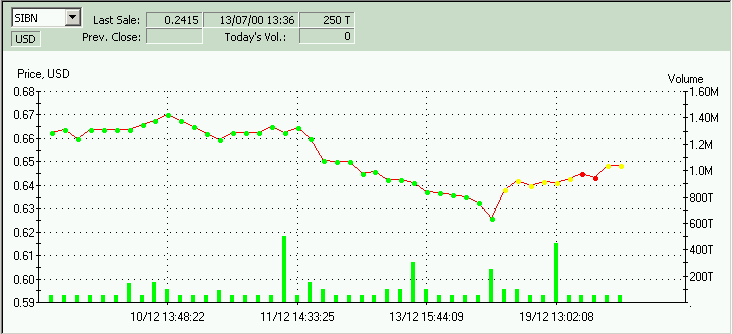 SIBN Last Sale: 0.2415 13/07/00 13:36 250 T
USD Prev. Close: Today's Vol.: 0
Price, USD Volume
0.68 1.60M
0.67 1.40M
0.66 1.2M
0.65 1.0M
0.64 800T
0.63 600T
0.62 400T
0.61
0.60 200T
0.59 .
10/12 13:48:22 11/12 14:33:25 13/12 15:44:09 19/12 13:02:08